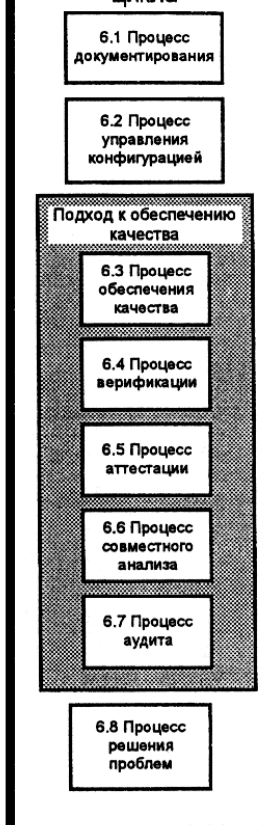 6.1 Процесс
документирования
6.2 Процесс
управления
конфигурацией
Подход к обеспечению
качества
6.3 Процесс
обеспечения
качества
6.4 Процесс
верификации
6.5 Процесс
аттестации
6.6 Процесс
совместного
анализа
6.7 Процесс
аудита
6.8 Процесс
решения
проблем